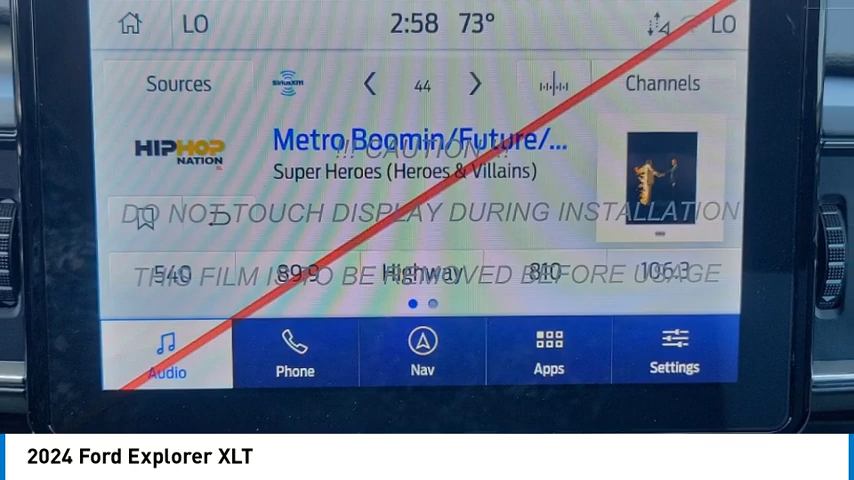 LO 2:58 73° LO
Sources SiriusXM 44 Channels
HIPHOP
NATION
XL
Metro Boomin/Future/...
!!! CAUTION !!!
Super Heroes (Heroes & Villains)
DO NOT TOUCH DISPLAY DURING INSTALLATION
540 89.9 Highway 810 106.3
THIS FILM IS TO BE REMOVED BEFORE USAGE
Audio Phone Nav Apps Settings
2024 Ford Explorer XLT